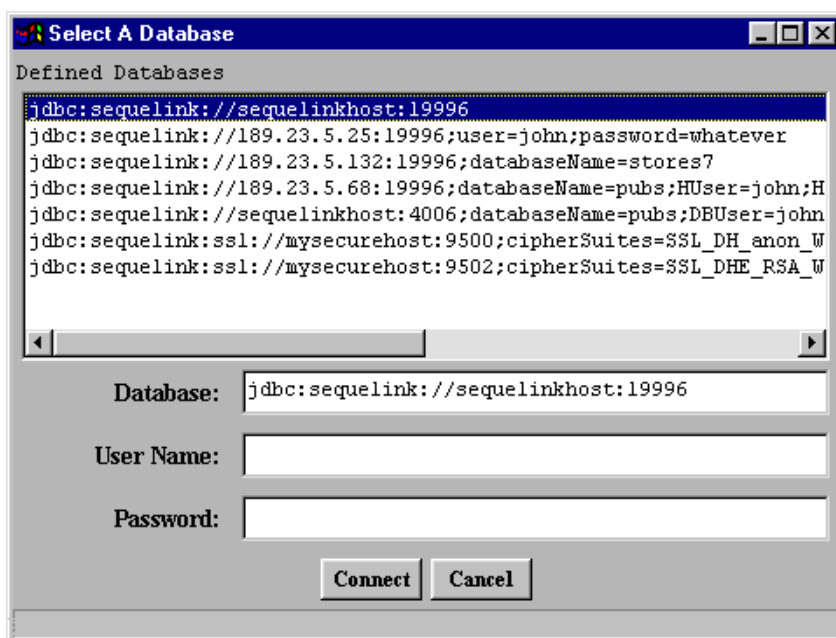 Select A Database
Defined Databases
jdbc:sequelink://sequelinkhost:19996
jdbc:sequelink://189.23.5.25:19996;user=john;password=whatever
jdbc:sequelink://189.23.5.132:19996;databaseName=stores7
jdbc:sequelink://189.23.5.68:19996;databaseName=pubs;HUser=john;H
jdbc:sequelink://sequelinkhost:4006;databaseName=pubs;DBUser=john
jdbc:sequelink:ssl://mysecurehost:9500;cipherSuites=SSL_DH_anon_W
jdbc:sequelink:ssl://mysecurehost:9502;cipherSuites=SSL_DHE_RSA_W
Database: jdbc:sequelink://sequelinkhost:19996
User Name:
Password:
Connect Cancel